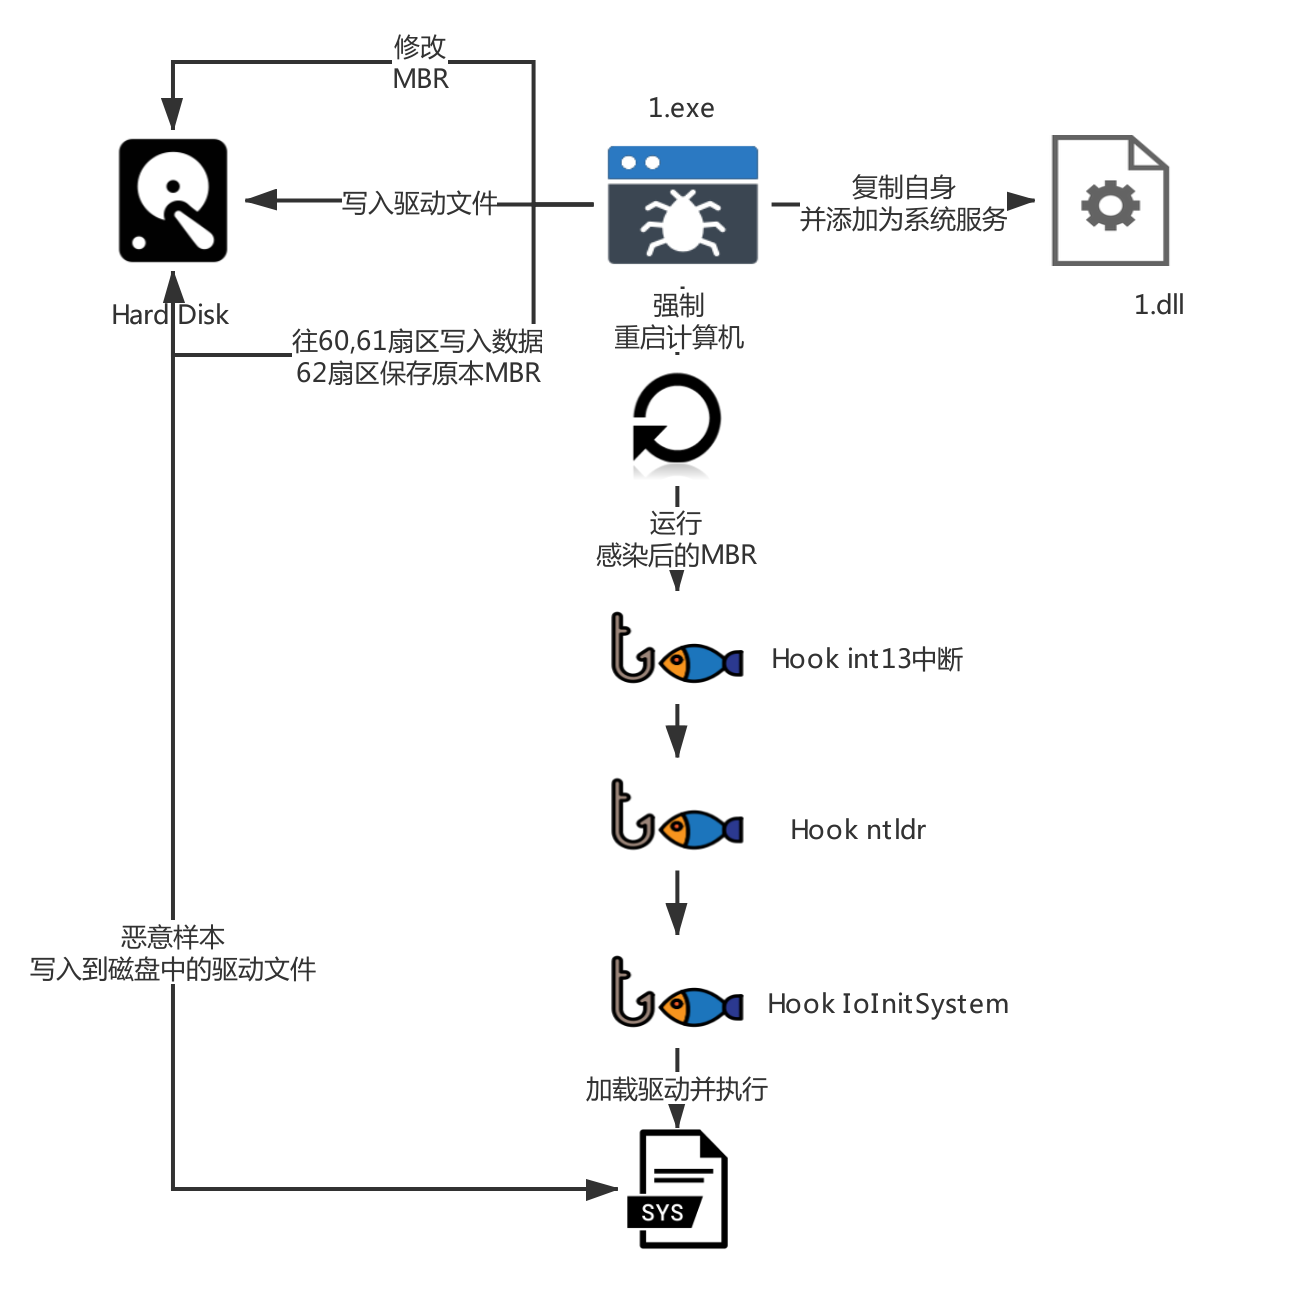 修改
MBR
1.exe
写入驱动文件
复制自身
并添加为系统服务
Hard Disk
1.dll
强制
重启计算机
往60,61扇区写入数据
62扇区保存原本MBR
运行
感染后的MBR
Hook int13中断
Hook ntldr
恶意样本
写入到磁盘中的驱动文件
Hook IoInitSystem
加载驱动并执行
SYS